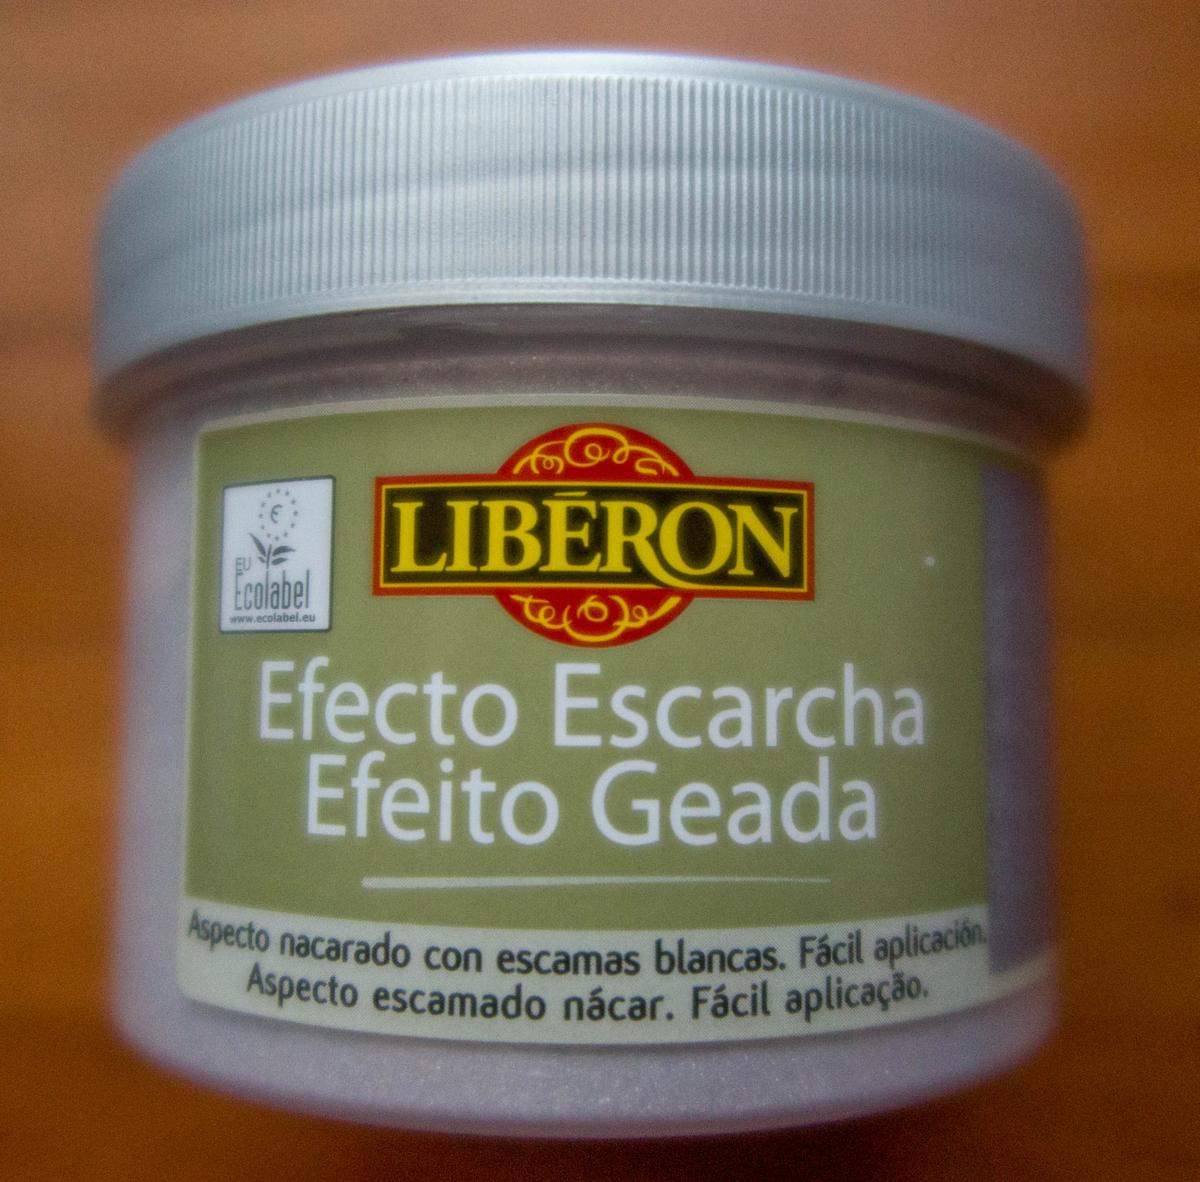 LIBĒRON
EU
Ecolabel
www.ecolabel.eu
Efecto Escarcha
Efeito Geada
Aspecto nacarado con escamas blancas. Fácil aplicación.
Aspecto escamado nácar. Fácil aplicação.